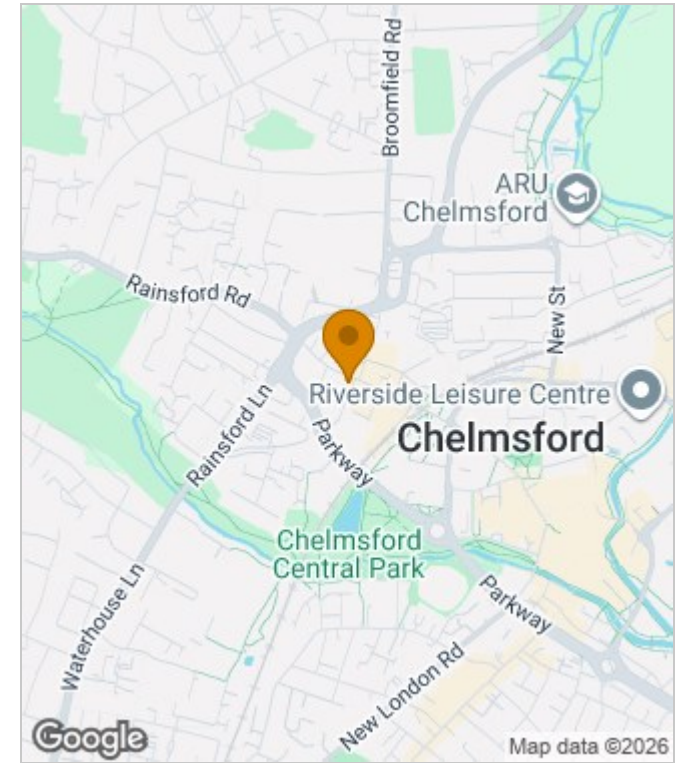 Broomfield Rd
ARU
Chelmsford
Rainsford Rd
New St
Riverside Leisure Centre
Rainsford Ln
Chelmsford
Parkway
Chelmsford
Central Park
Parkway
Waterhouse Ln
New London Rd
Google
Map data ©2026